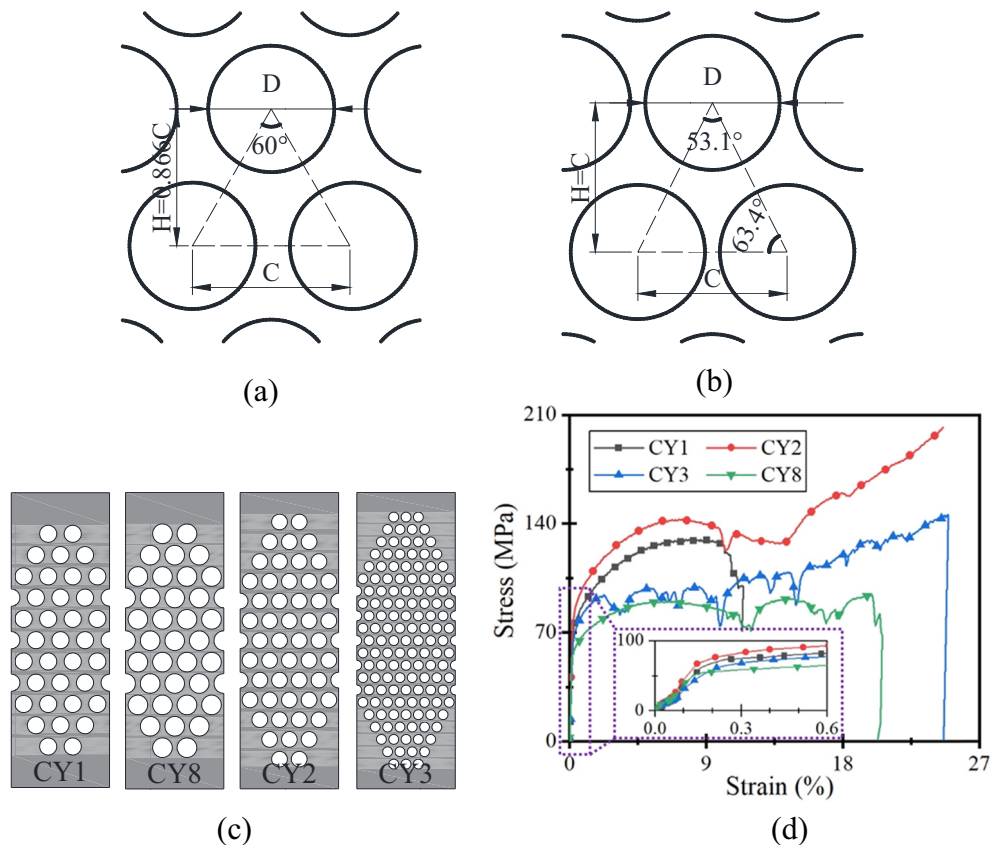 D
60°
H=0.866C
C
(a)
D
53.1°
H=C
63.4°
C
(b)
CY1
CY8
CY2
CY3
(c)
210
140
70
0
Stress (MPa)
CY1
CY2
CY3
CY8
100
0
0.0
0.3
0.6
0
9
18
27
Strain (%)
(d)